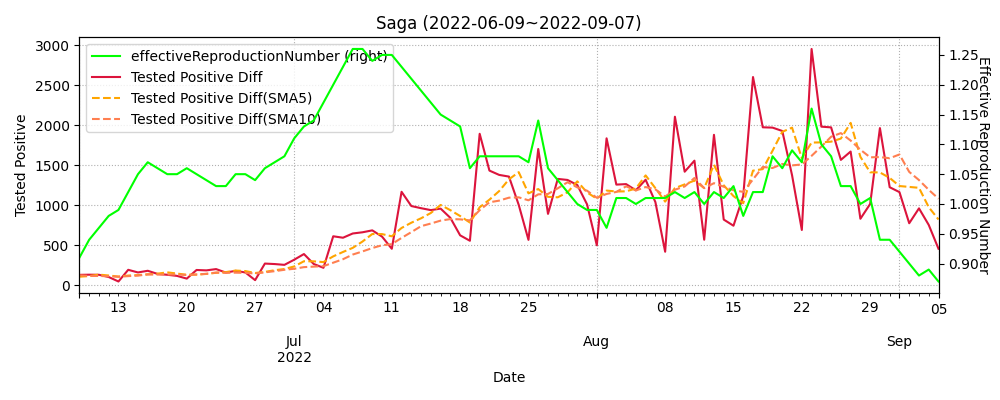 Saga (2022-06-09~2022-09-07)
effectiveReproductionNumber (right)
Tested Positive Diff
Tested Positive Diff(SMA5)
Tested Positive Diff(SMA10)
Tested Positive
3000
2500
2000
1500
1000
500
0
1.25
1.20
1.15
1.10
1.05
1.00
0.95
0.90
Effective Reproduction Number
13 20 27 04 11 18 25 08 15 22 29 05
Jul Aug Sep
2022
Date